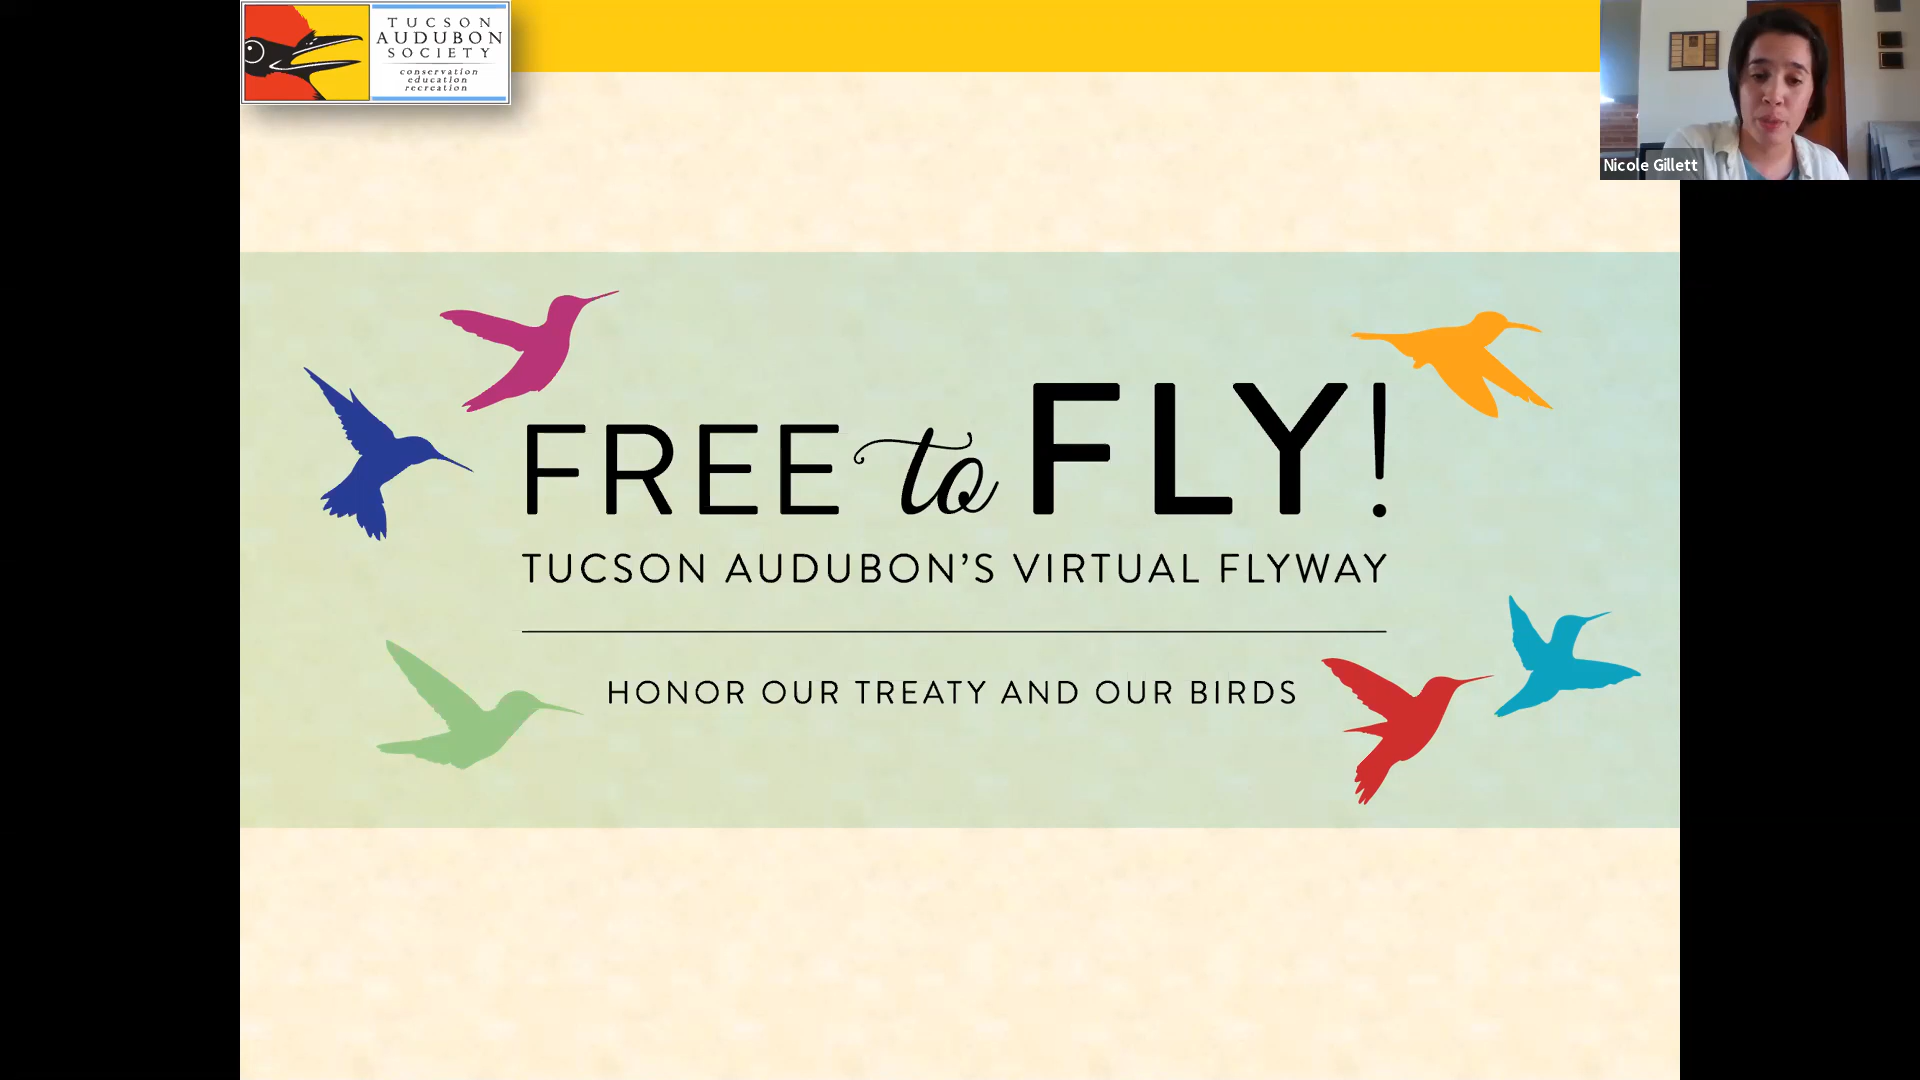 TUCSON
AUDUBON
SOCIETY
conservation
education
recreation
Nicole Gillett
FREE to FLY!
TUCSON AUDUBON’S VIRTUAL FLYWAY
HONOR OUR TREATY AND OUR BIRDS